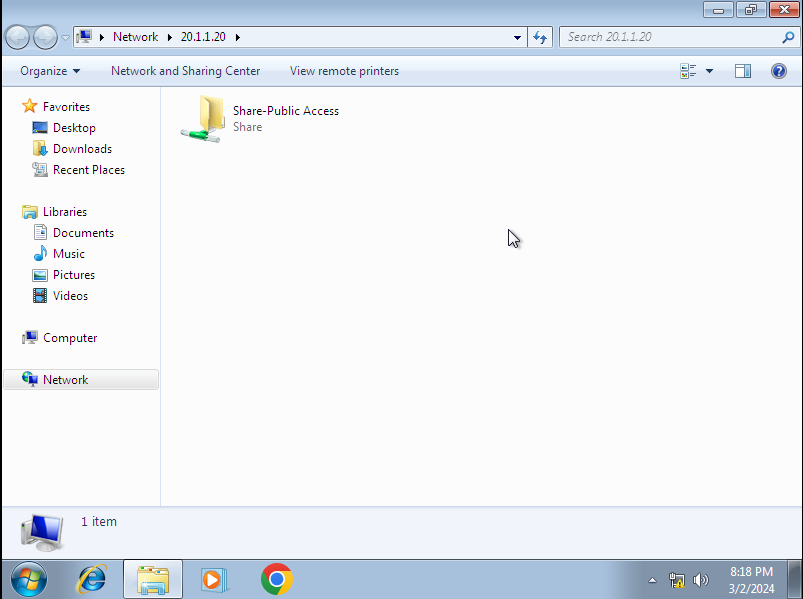 Network ▸ 20.1.1.20 ▸
Search 20.1.1.20
Organize
Network and Sharing Center
View remote printers
Favorites
Desktop
Downloads
Recent Places
Libraries
Documents
Music
Pictures
Videos
Computer
Network
Share-Public Access
Share
1 item
8:18 PM
3/2/2024